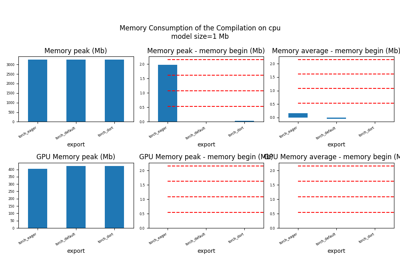 Memory Consumption of the Compilation on cpu
model size=1 Mb
Memory peak (Mb)
Memory peak - memory begin (Mb)
Memory average - memory begin (Mb)
3000
2500
2000
1500
1000
500
0
2.0
1.5
1.0
0.5
0.0
2.0
1.5
1.0
0.5
0.0
torch_eager
torch_default
torch_dort
torch_eager
torch_default
torch_dort
torch_eager
torch_default
torch_dort
export
export
export
GPU Memory peak (Mb)
GPU Memory peak - memory begin (Mb)
GPU Memory average - memory begin (M
400
350
300
250
200
150
100
50
0
2.0
1.5
1.0
0.5
0.0
2.0
1.5
1.0
0.5
0.0
torch_eager
torch_default
torch_dort
torch_eager
torch_default
torch_dort
torch_eager
torch_default
torch_dort
export
export
export